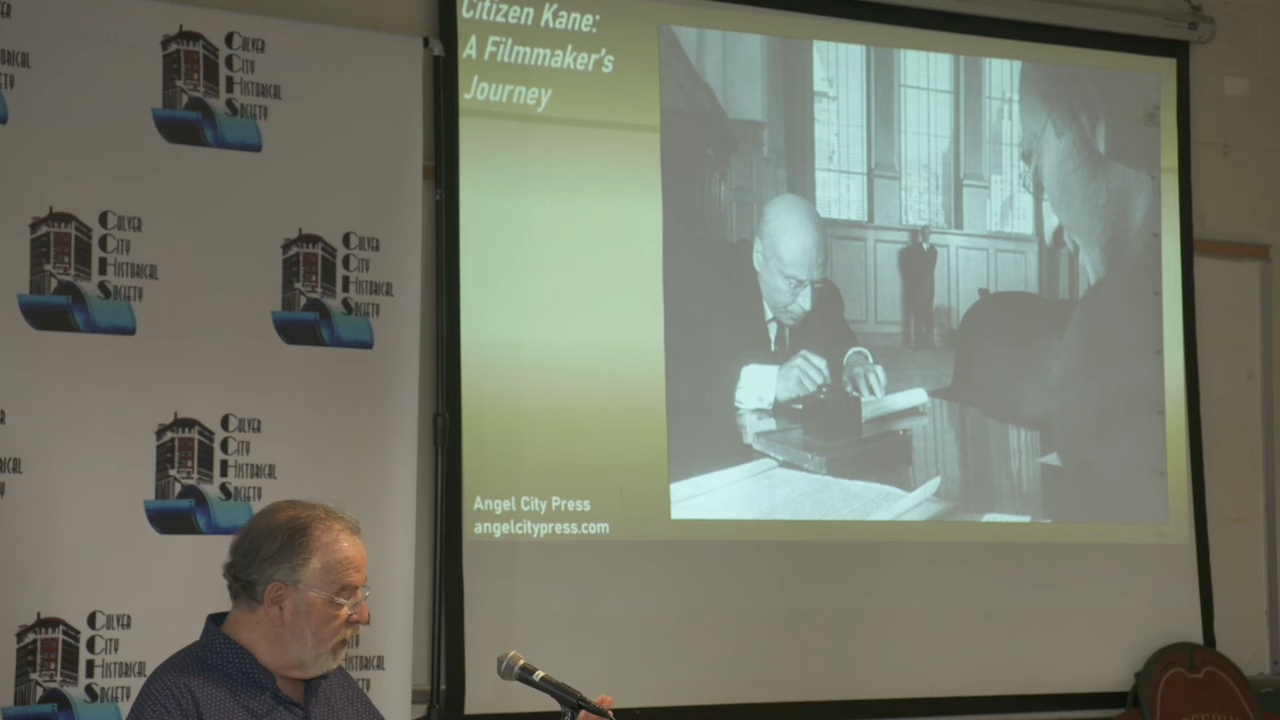 Citizen Kane:
A Filmmaker's
Journey
Angel City Press
angelcitypress.com
CULVER
CITY
HISTORICAL
SOCIETY
CULVER
CITY
HISTORICAL
SOCIETY
CULVER
CITY
HISTORICAL
SOCIETY
CULVER
CITY
HISTORICAL
SOCIETY
CULVER
CITY
HISTORICAL
SOCIETY